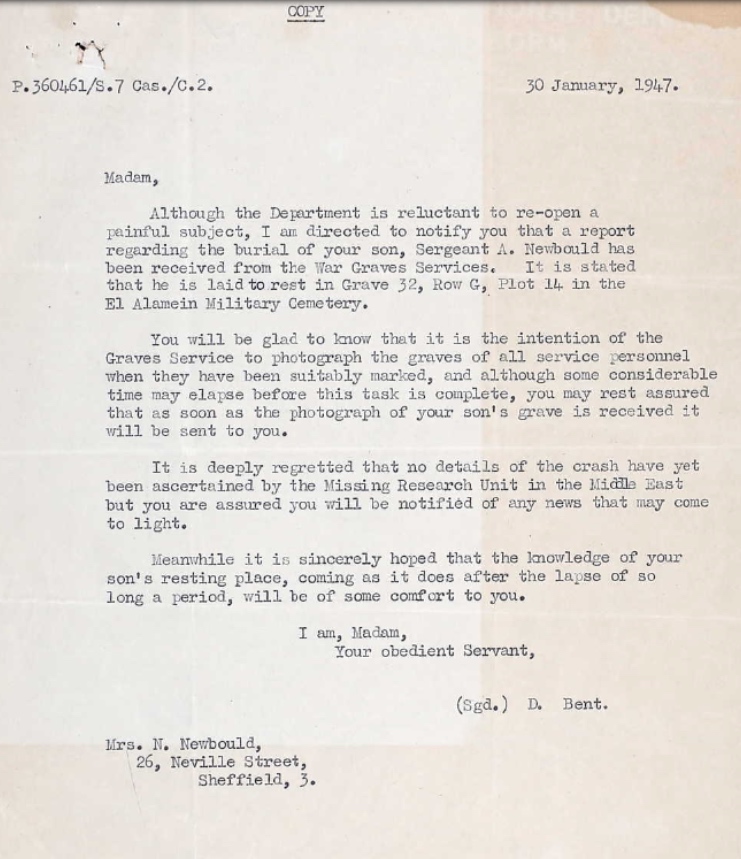 COPY
P.360461/S.7 Cas./C.2.
30 January, 1947.
Madam,
Although the Department is reluctant to re-open a
painful subject, I am directed to notify you that a report
regarding the burial of your son, Sergeant A. Newbould has
been received from the War Graves Services. It is stated
that he is laid to rest in Grave 32, Row G, Plot 14 in the
El Alamein Military Cemetery.
You will be glad to know that it is the intention of the
Graves Service to photograph the graves of all service personnel
when they have been suitably marked, and although some considerable
time may elapse before this task is complete, you may rest assured
that as soon as the photograph of your son's grave is received it
will be sent to you.
It is deeply regretted that no details of the crash have yet
been ascertained by the Missing Research Unit in the Middle East
but you are assured you will be notified of any news that may come
to light.
Meanwhile it is sincerely hoped that the knowledge of your
son's resting place, coming as it does after the lapse of so
long a period, will be of some comfort to you.
I am, Madam,
Your obedient Servant,
(Sgd.) D. Bent.
Mrs. N. Newbould,
26, Neville Street,
Sheffield, 3.